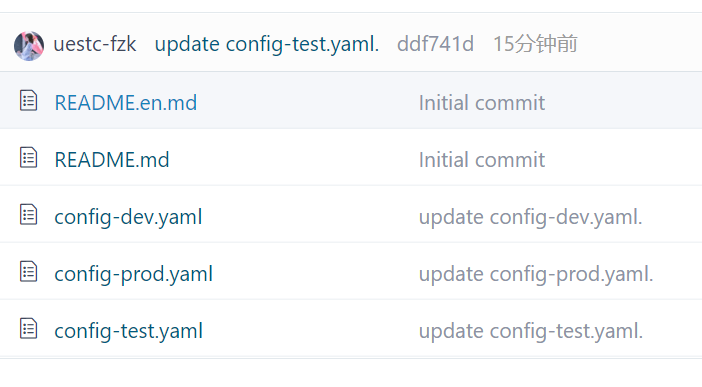 uestc-fzk update config-test.yaml. ddf741d 15分钟前
README.en.md Initial commit
README.md Initial commit
config-dev.yaml update config-dev.yaml.
config-prod.yaml update config-prod.yaml.
config-test.yaml update config-test.yaml.